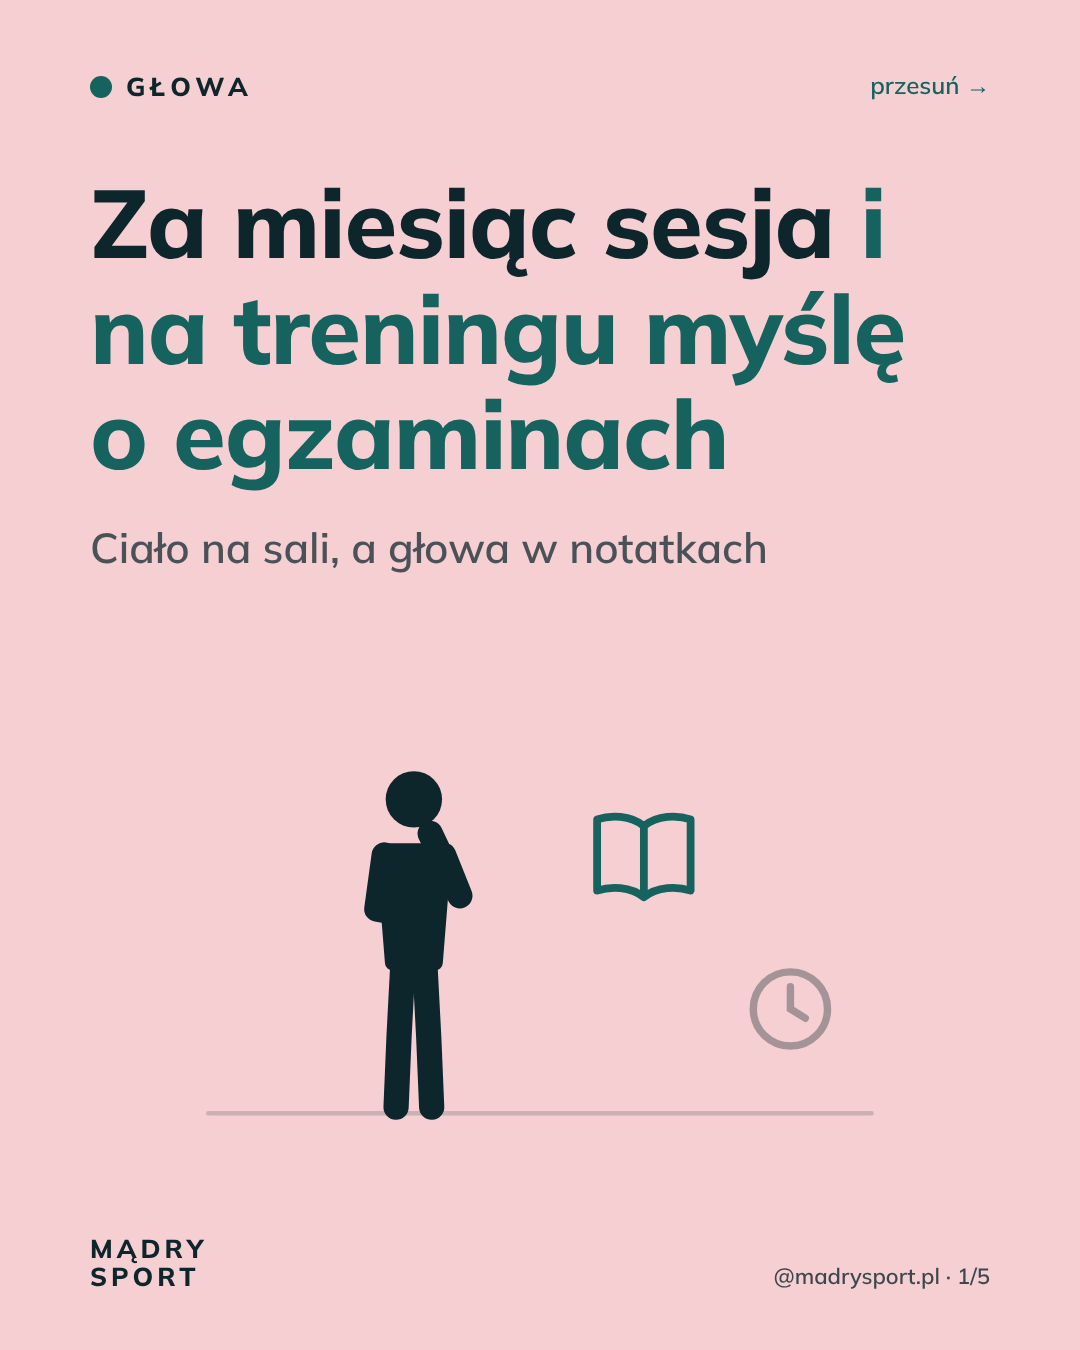 GŁOWA
przesuń →
Za miesiąc sesja i
na treningu myślę
o egzaminach
Ciało na sali, a głowa w notatkach
MĄDRY
SPORT
@madrysport.pl · 1/5